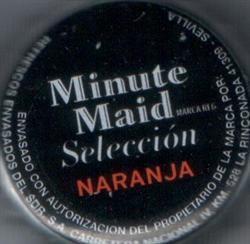 Minute
Maid
MARCA REG.
Selección
NARANJA
ENVASADO CON AUTORIZACION DEL PROPIETARIO DE LA MARCA POR:
REFRESCOS ENVASADOS DEL SUR, S.A. CARRETERA NACIONAL IV KM. 528 LA RINCONADA - 41309 - SEVILLA